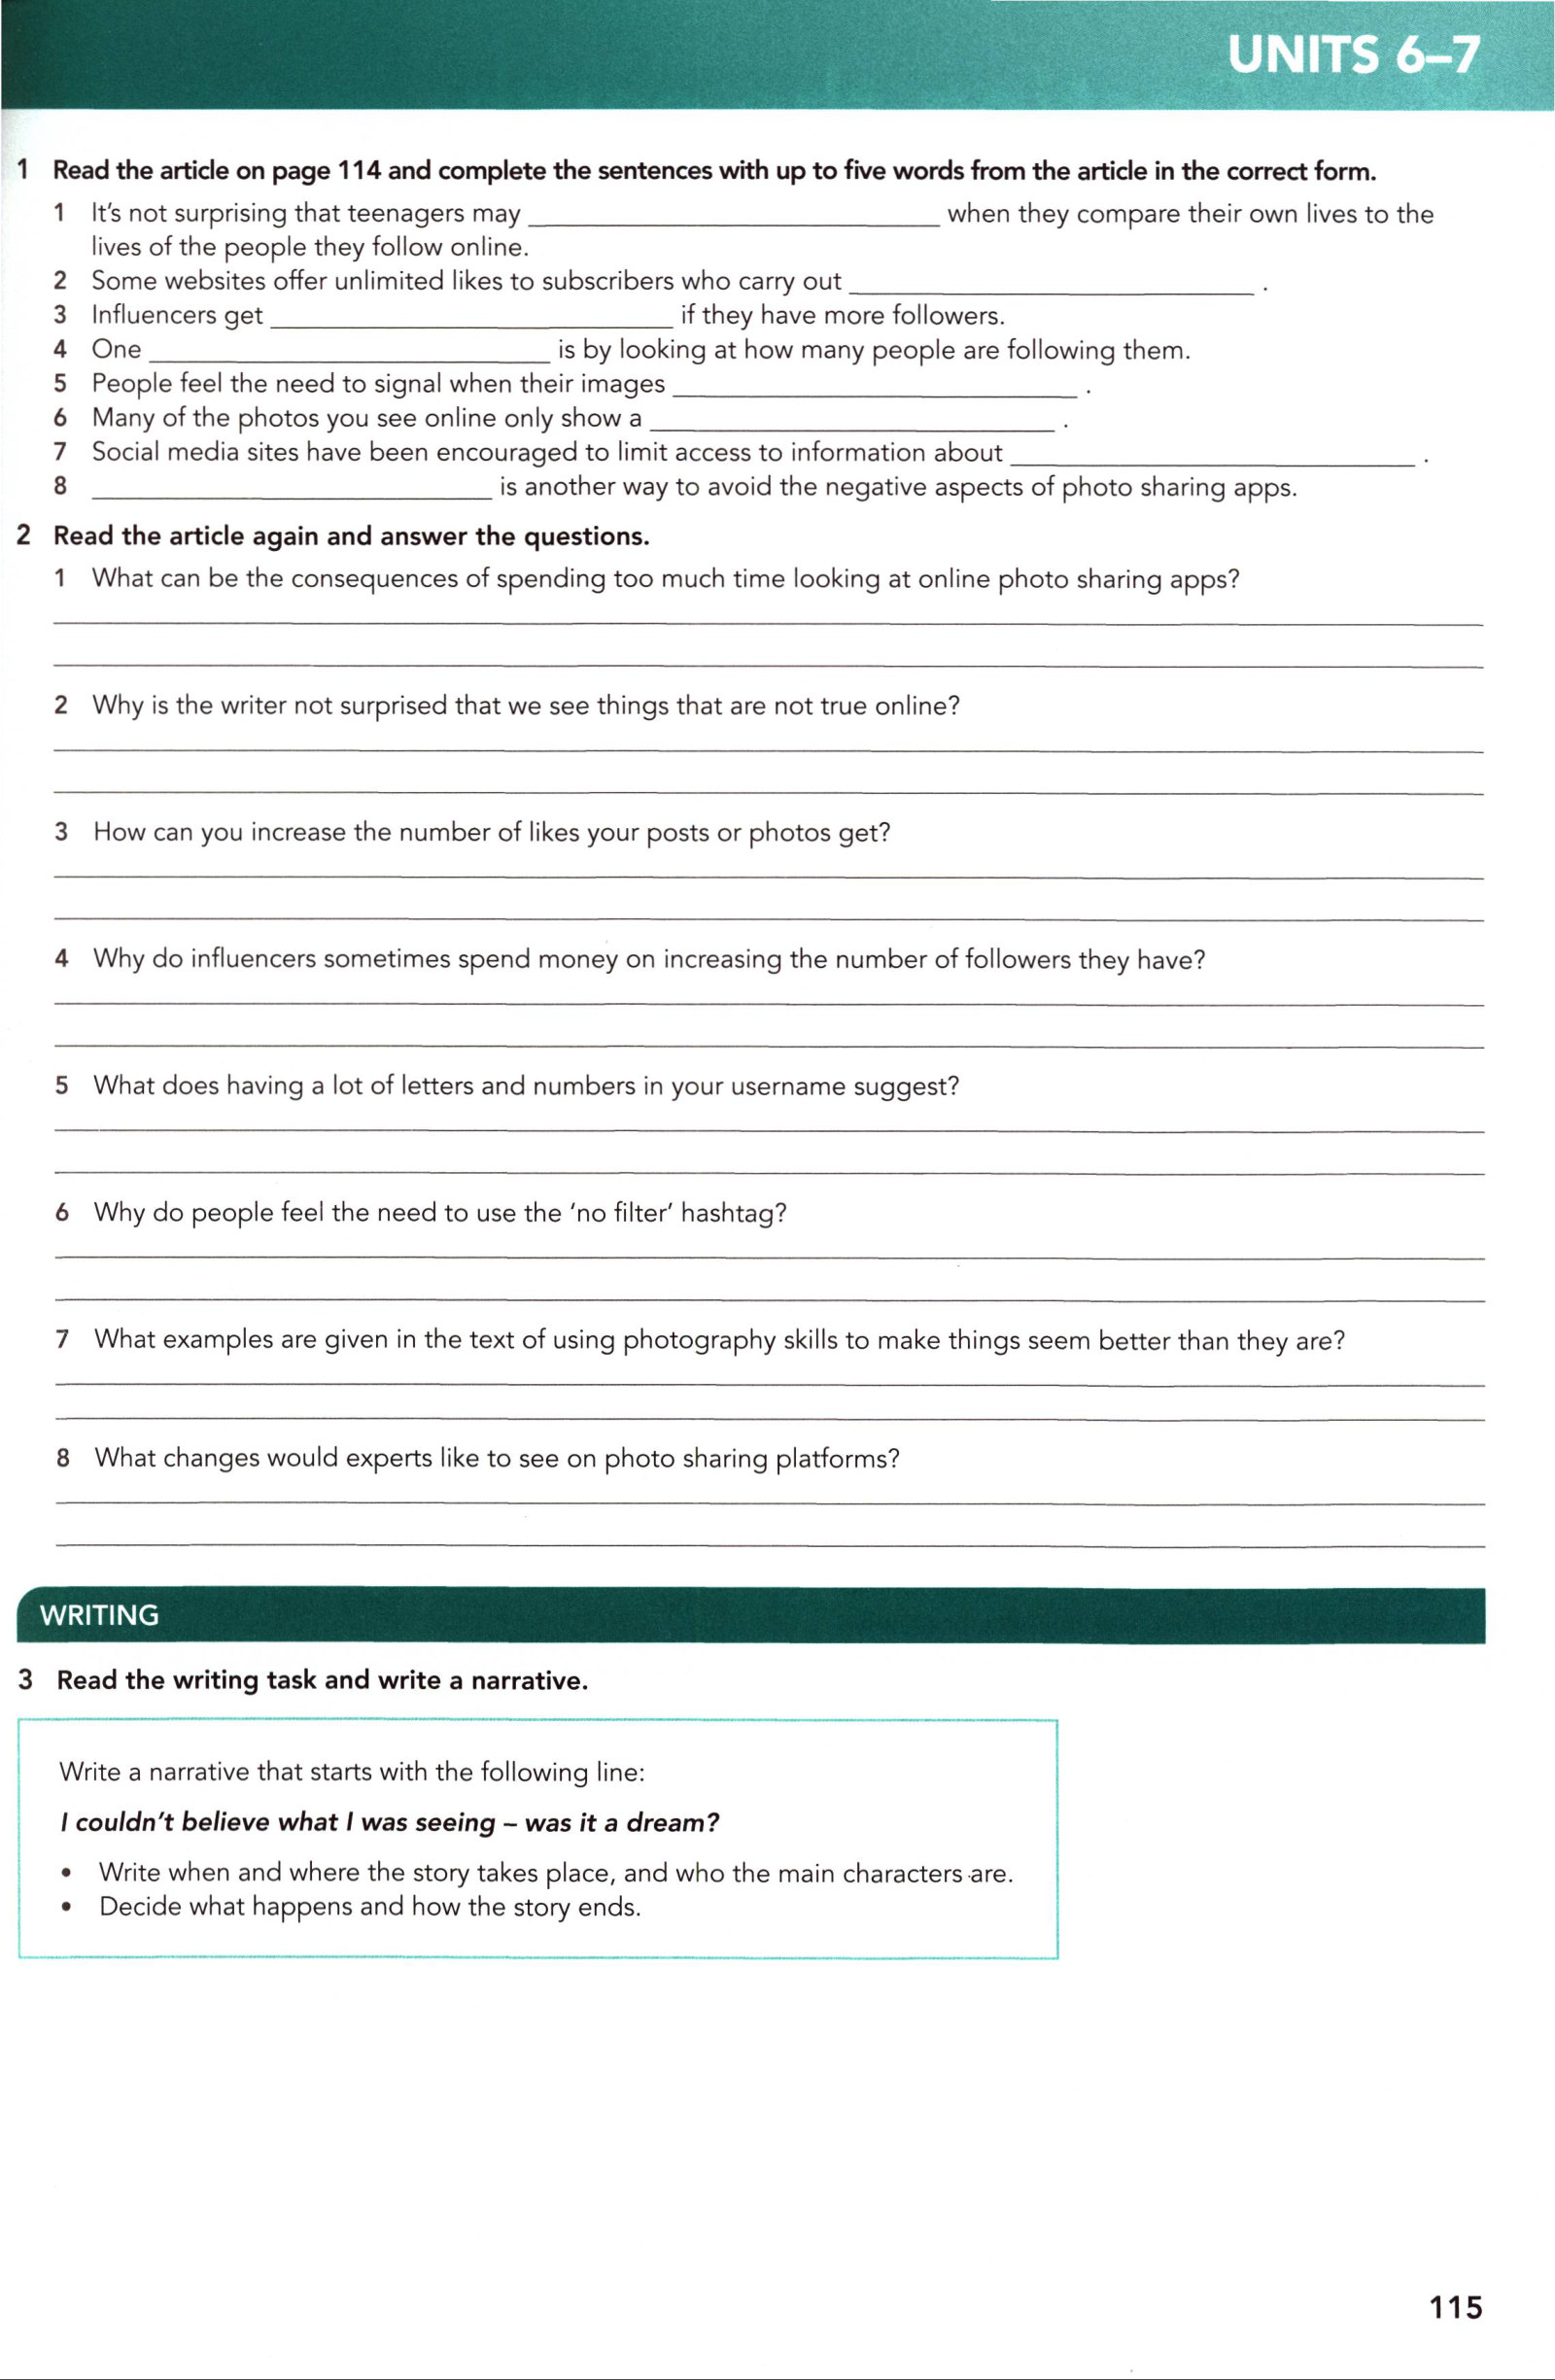 UNITS 6–7
1 Read the article on page 114 and complete the sentences with up to five words from the article in the correct form.
1 It's not surprising that teenagers may ______ when they compare their own lives to the
lives of the people they follow online.
2 Some websites offer unlimited likes to subscribers who carry out ______ .
3 Influencers get ______ if they have more followers.
4 One ______ is by looking at how many people are following them.
5 People feel the need to signal when their images ______ .
6 Many of the photos you see online only show a ______ .
7 Social media sites have been encouraged to limit access to information about ______ .
8 ______ is another way to avoid the negative aspects of photo sharing apps.
2 Read the article again and answer the questions.
1 What can be the consequences of spending too much time looking at online photo sharing apps?
2 Why is the writer not surprised that we see things that are not true online?
3 How can you increase the number of likes your posts or photos get?
4 Why do influencers sometimes spend money on increasing the number of followers they have?
5 What does having a lot of letters and numbers in your username suggest?
6 Why do people feel the need to use the 'no filter' hashtag?
7 What examples are given in the text of using photography skills to make things seem better than they are?
8 What changes would experts like to see on photo sharing platforms?
WRITING
3 Read the writing task and write a narrative.
Write a narrative that starts with the following line:
I couldn't believe what I was seeing – was it a dream?
• Write when and where the story takes place, and who the main characters are.
• Decide what happens and how the story ends.
115